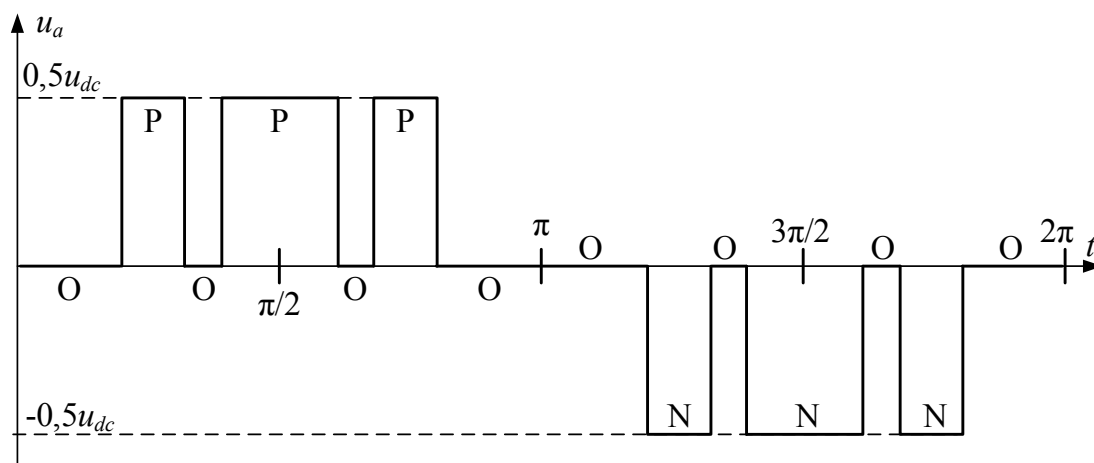 u_a
0,5u_dc
P P P
π O O O 3π/2 O O 2π
O O π/2 O O t
-0,5u_dc N N N